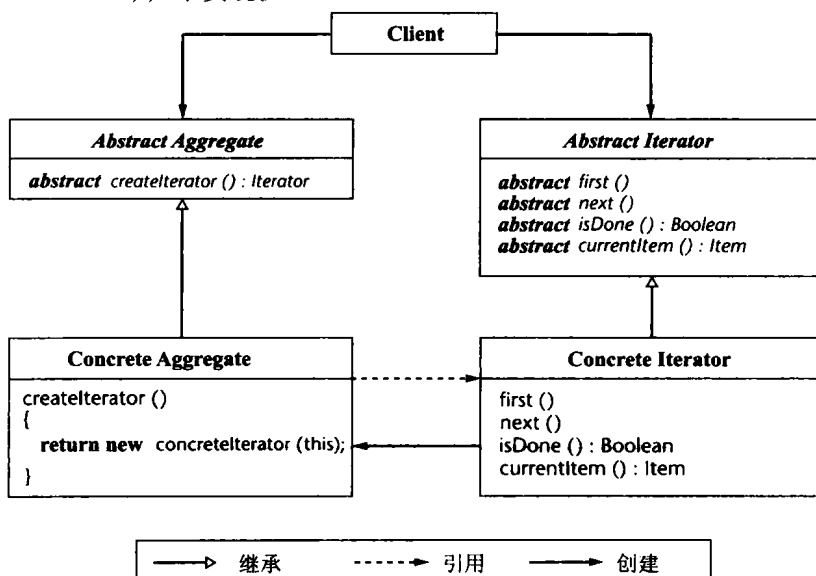 Client
Abstract Aggregate
abstract createIterator () : Iterator
Abstract Iterator
abstract first ()
abstract next ()
abstract isDone () : Boolean
abstract currentItem () : Item
Concrete Aggregate
createIterator ()
{
return new concreteIterator (this);
}
Concrete Iterator
first ()
next ()
isDone () : Boolean
currentItem () : Item
继承 引用 创建